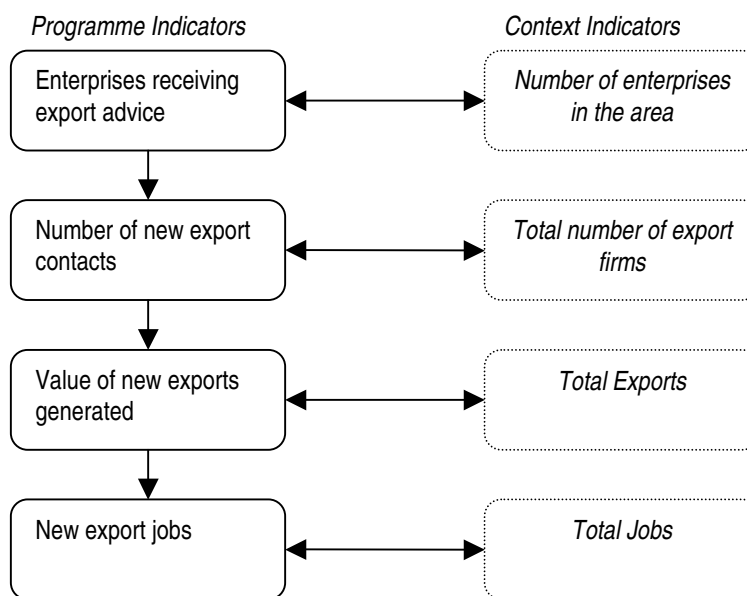 Programme Indicators
Context Indicators
Enterprises receiving
export advice
Number of enterprises
in the area
Number of new export
contacts
Total number of export
firms
Value of new exports
generated
Total Exports
New export jobs
Total Jobs